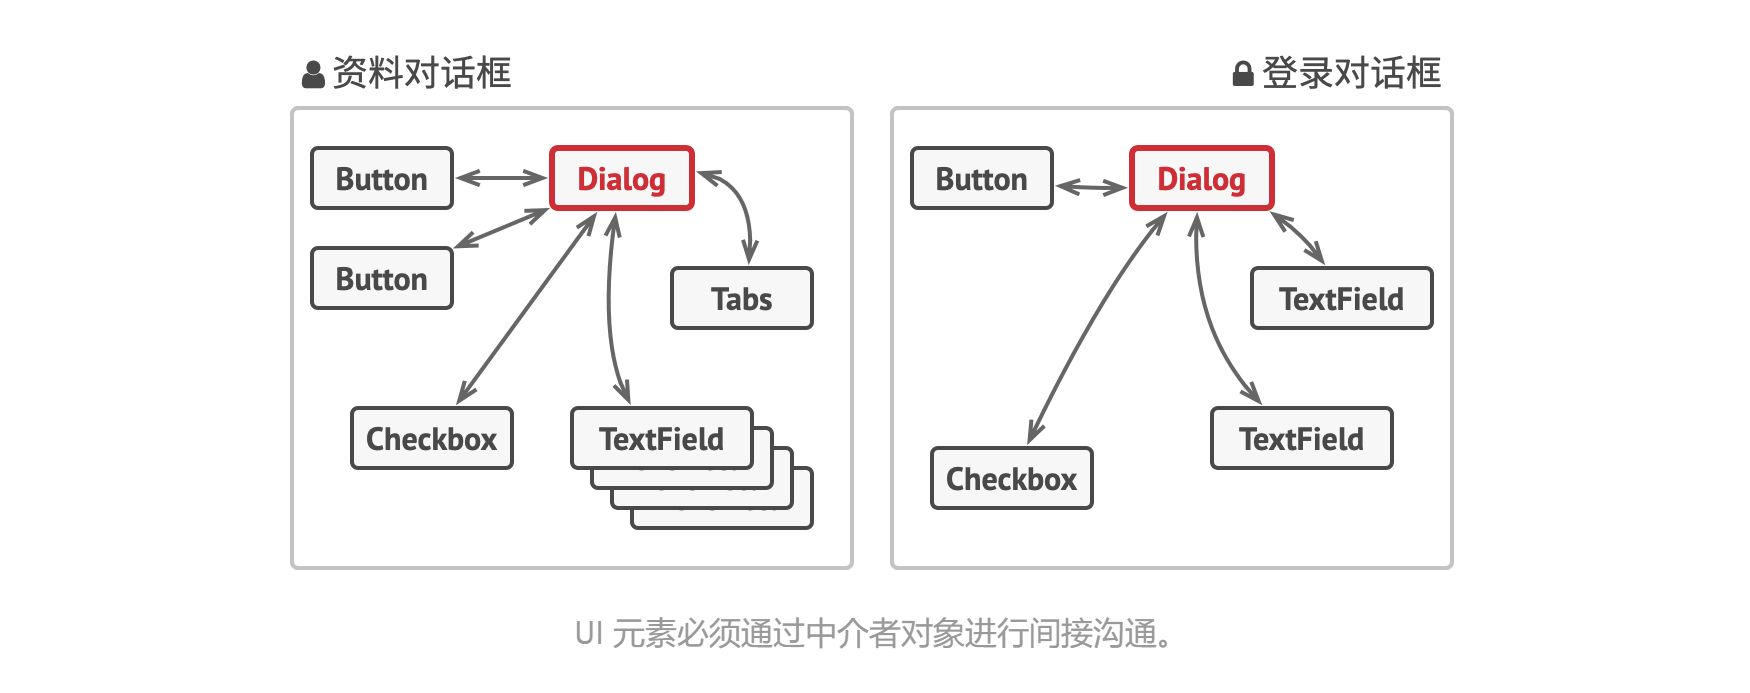 资料对话框
Button
Dialog
Button
Tabs
Checkbox
TextField
登录对话框
Button
Dialog
TextField
TextField
Checkbox
UI 元素必须通过中介者对象进行间接沟通。